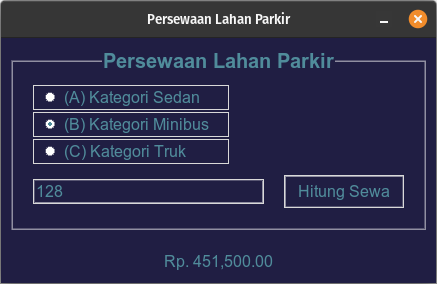 Persewaan Lahan Parkir
Persewaan Lahan Parkir
(A) Kategori Sedan
(B) Kategori Minibus
(C) Kategori Truk
128
Hitung Sewa
Rp. 451,500.00